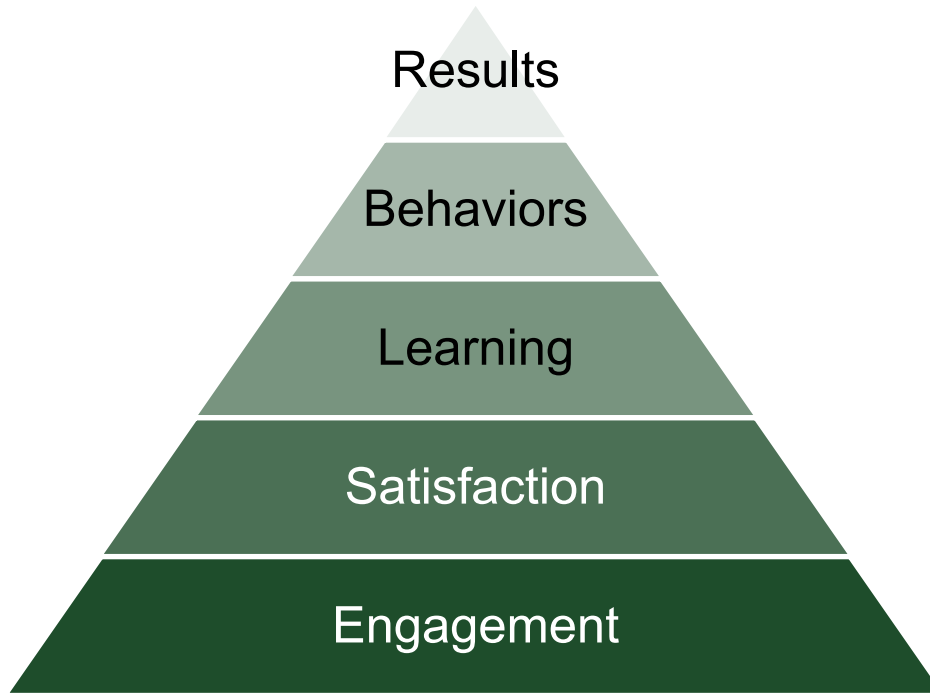 Results
Behaviors
Learning
Satisfaction
Engagement